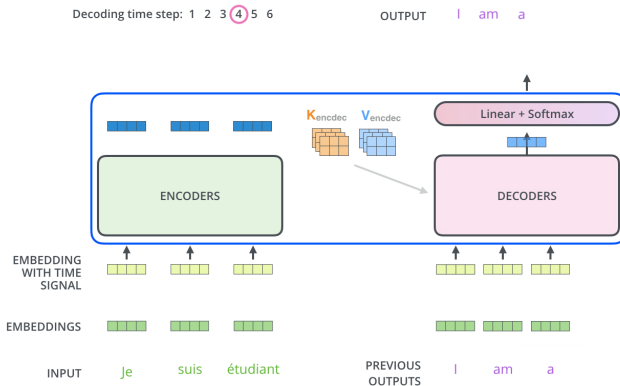 Decoding time step: 1 2 3 4 5 6
OUTPUT I am a
Kencdec Vencdec
Linear + Softmax
ENCODERS
DECODERS
EMBEDDING
WITH TIME
SIGNAL
EMBEDDINGS
INPUT Je suis étudiant
PREVIOUS
OUTPUTS
I am a